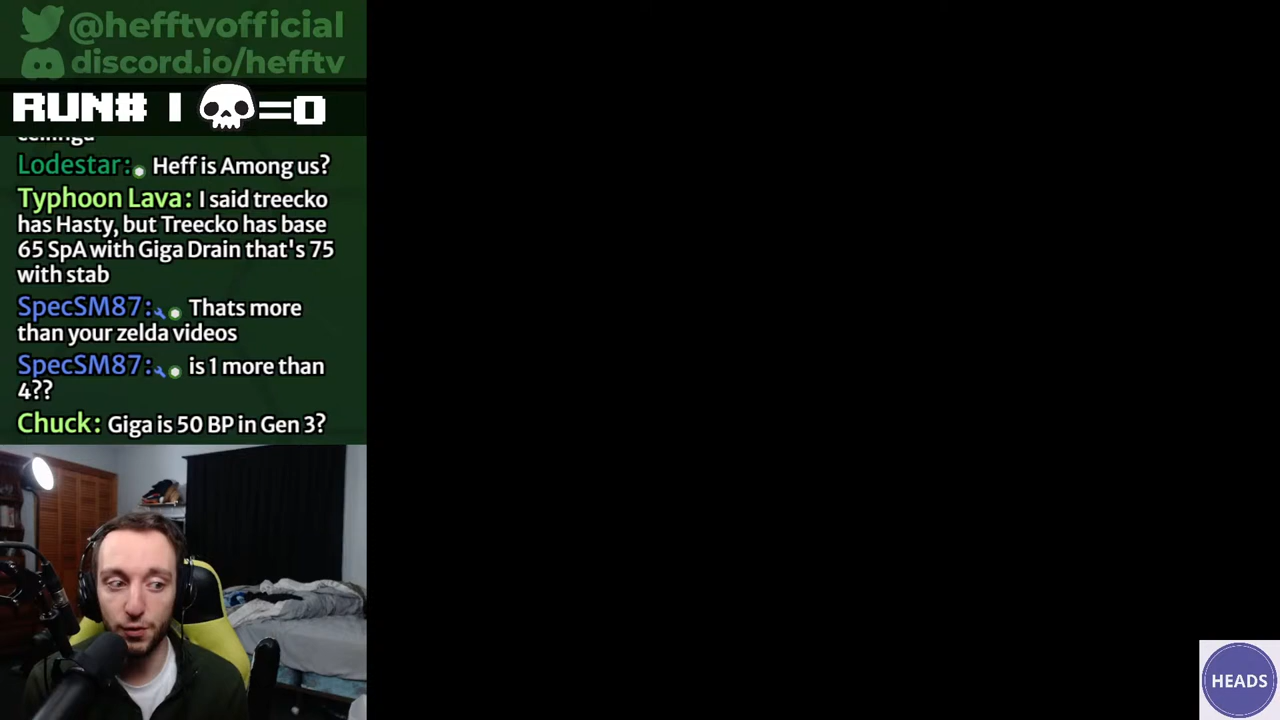 @hefftvofficial
discord.io/hefftv
RUN# 1 =0
Lodestar: Heff is Among us?
Typhoon Lava: I said treecko
has Hasty, but Treecko has base
65 SpA with Giga Drain that's 75
with stab
SpecSM87: Thats more
than your zelda videos
SpecSM87: is 1 more than
4??
Chuck: Giga is 50 BP in Gen 3?
HEADS